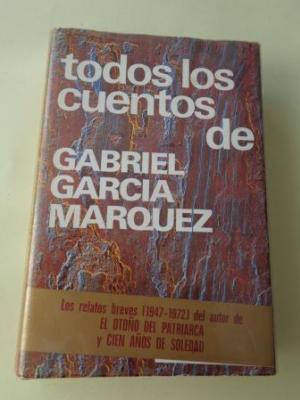 todos los
cuentos
de
GABRIEL
GARCIA
MARQUEZ
Los relatos breves (1947-1972) del autor de
EL OTOÑO DEL PATRIARCA
y CIEN AÑOS DE SOLEDAD